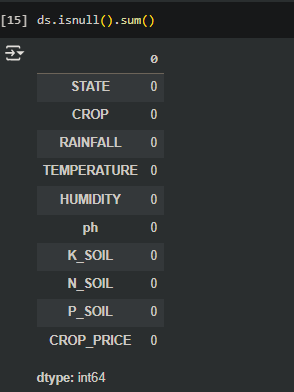 [15] ds.isnull().sum()
0
STATE 0
CROP 0
RAINFALL 0
TEMPERATURE 0
HUMIDITY 0
ph 0
K_SOIL 0
N_SOIL 0
P_SOIL 0
CROP_PRICE 0
dtype: int64